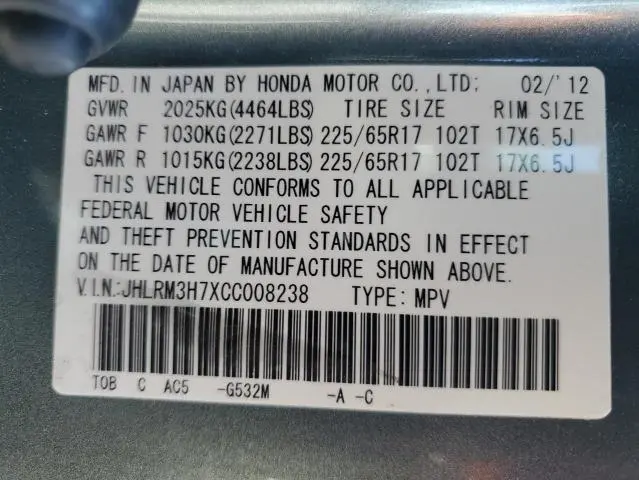 MFD. IN JAPAN BY HONDA MOTOR CO.,LTD: 02/'12
GVWR 2025KG(4464LBS) TIRE SIZE RIM SIZE
GAWR F 1030KG(2271LBS) 225/65R17 102T 17X6.5J
GAWR R 1015KG(2238LBS) 225/65R17 102T 17X6.5J
THIS VEHICLE CONFORMS TO ALL APPLICABLE
FEDERAL MOTOR VEHICLE SAFETY
AND THEFT PREVENTION STANDARDS IN EFFECT
ON THE DATE OF MANUFACTURE SHOWN ABOVE.
V.I.N.:JHLRM3H7XCC008238 TYPE: MPV
TOB C AC5 -G532M -A -C